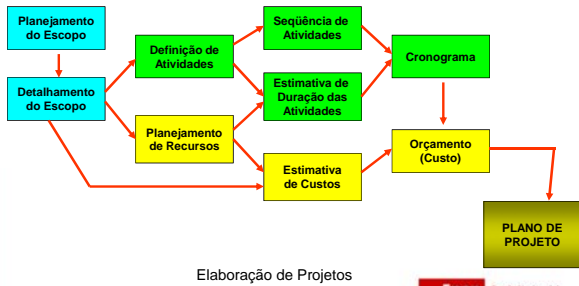 Planejamento
do Escopo
Detalhamento
do Escopo
Definição de
Atividades
Planejamento
de Recursos
Seqüência de
Atividades
Estimativa de
Duração das
Atividades
Estimativa
de Custos
Cronograma
Orçamento
(Custo)
PLANO DE
PROJETO
Elaboração de Projetos